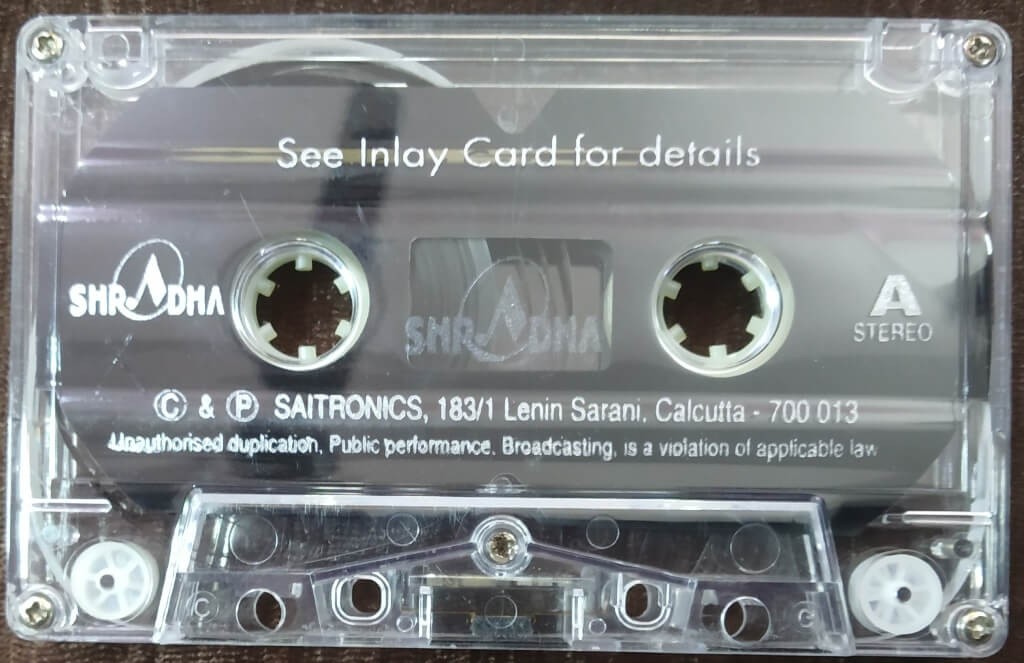 See Inlay Card for details
SHRADHA
SHRADHA
A
STEREO
© & ℗ SAITRONICS, 183/1 Lenin Sarani, Calcutta - 700 013
Unauthorised duplication, Public performance, Broadcasting, is a violation of applicable law